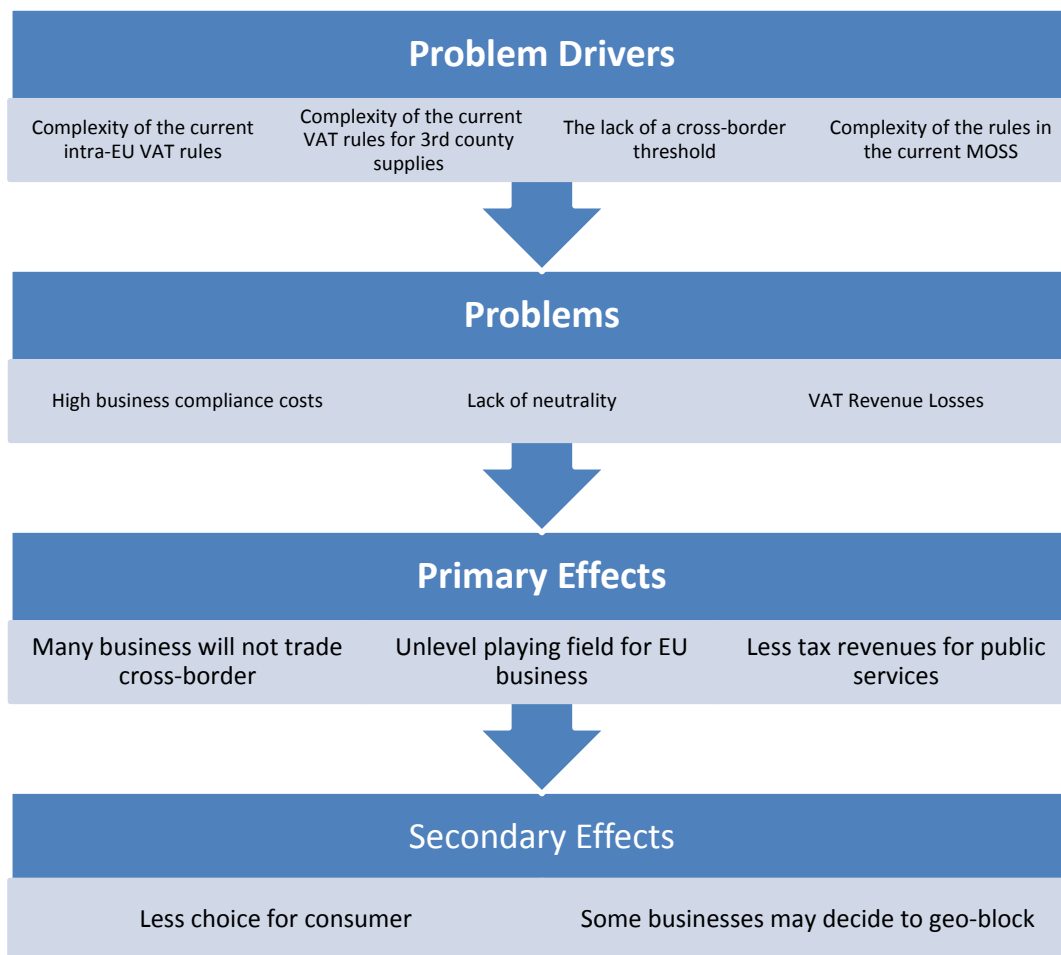 Problem Drivers
Complexity of the current
intra-EU VAT rules
Complexity of the current
VAT rules for 3rd county
supplies
The lack of a cross-border
threshold
Complexity of the rules in
the current MOSS
Problems
High business compliance costs
Lack of neutrality
VAT Revenue Losses
Primary Effects
Many business will not trade
cross-border
Unlevel playing field for EU
business
Less tax revenues for public
services
Secondary Effects
Less choice for consumer
Some businesses may decide to geo-block